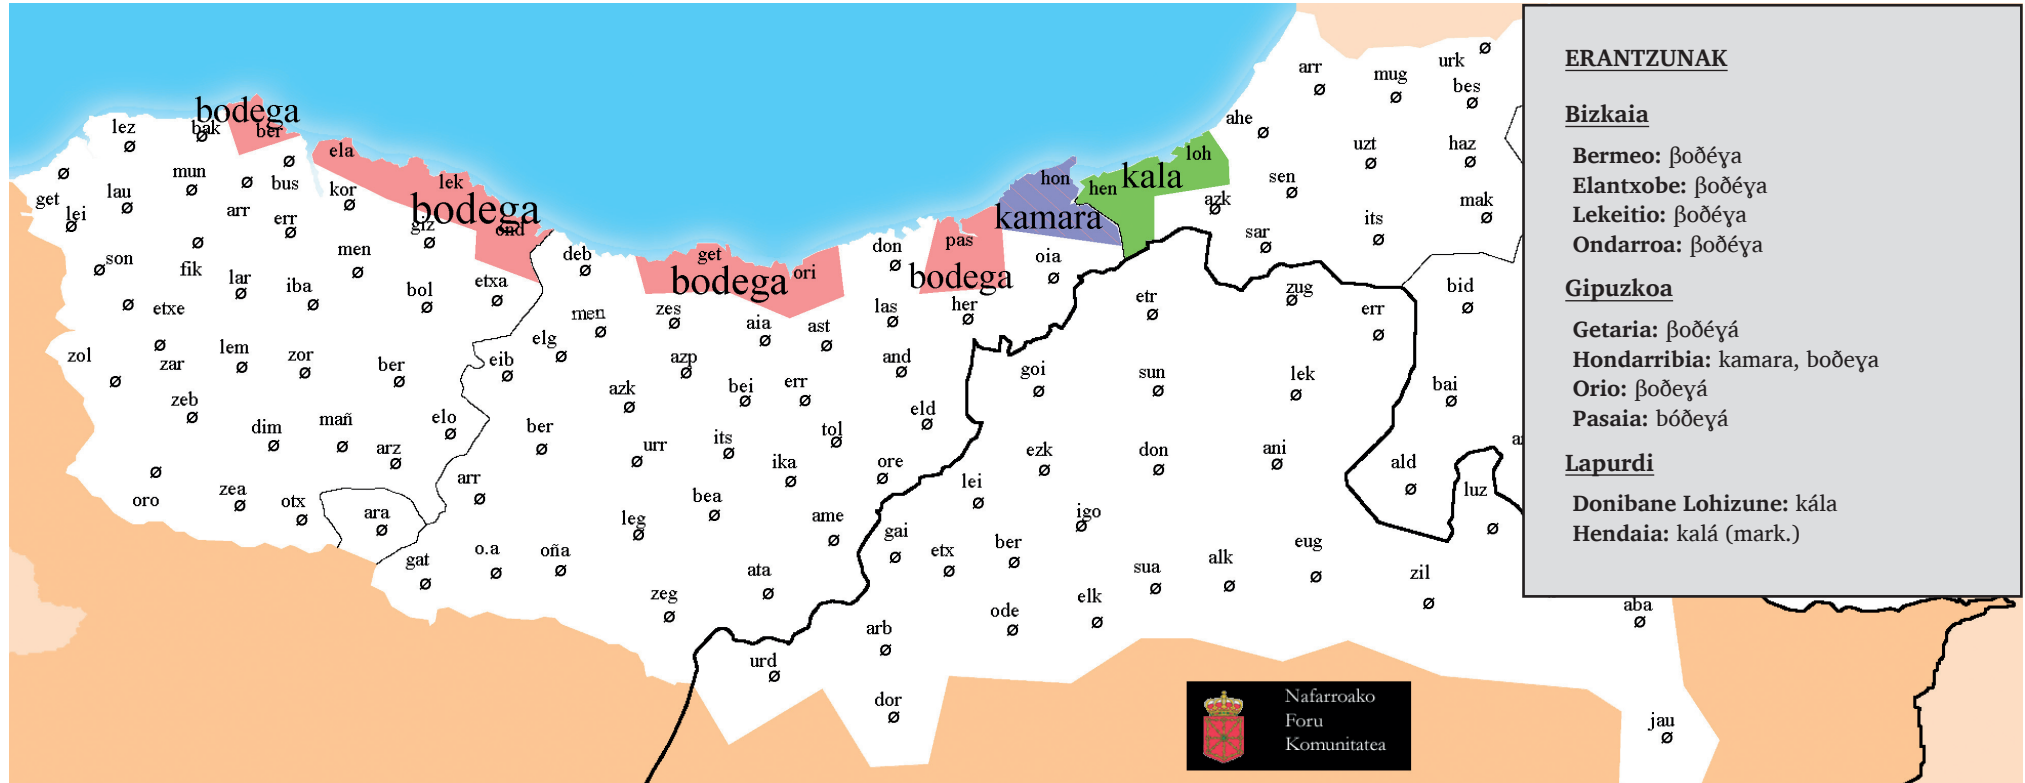 ERANTZUNAK
Bizkaia
Bermeo: βoðéɣa
Elantxobe: βoðéɣa
Lekeitio: βoðéɣa
Ondarroa: βoðéɣa
Gipuzkoa
Getaria: βoðéɣá
Hondarribia: kamara, boðeɣa
Orio: βoðeɣá
Pasaia: bóðeɣá
Lapurdi
Donibane Lohizune: kála
Hendaia: kalá (mark.)
urk
arr mug
bes
bodega
lez bak ber
ahe
ela
loh
uzt haz
mun
bus
lek
hon
hen kala
sen
get lau
kor
azk
mak
lei
arr
err
bodega
giz
ond
kamara
its
sar
men
don
pas
son
fik
deb
get
oia
lar
iba
bol
etxa
bodega
ori
bodega
etr
zug
bid
etxe
men
zes
aia
ast
las
her
err
zol
zar
lem
zor
ber
elg
eib
azp
and
goi
sun
lek
bai
zeb
azk
bei
err
eld
dim
mañ
elo
ber
urr
its
tol
arz
ika
ore
ezk
don
ani
ald
oro
zea
otx
arr
bea
lei
luz
ara
leg
ame
gai
igo
gat
o.a
oña
etx
ber
eug
ata
sua
alk
zil
zeg
ode
elk
aba
arb
urd
dor
jau
Nafarroako
Foru
Komunitatea